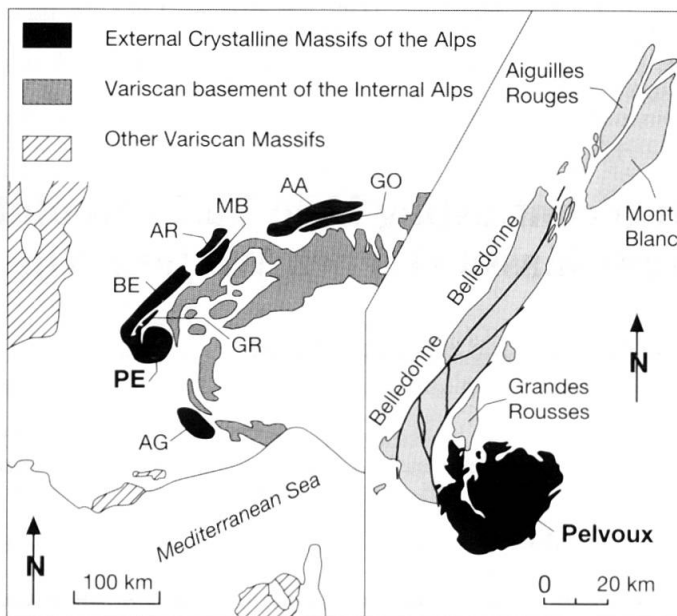 External Crystalline Massifs of the Alps
Variscan basement of the Internal Alps
Other Variscan Massifs
AA
GO
MB
AR
BE
GR
PE
AG
Mediterranean Sea
N
100 km
Aiguilles
Rouges
Mont
Blanc
Belledonne
Belledonne
N
Grandes
Rousses
Pelvoux
0 20 km